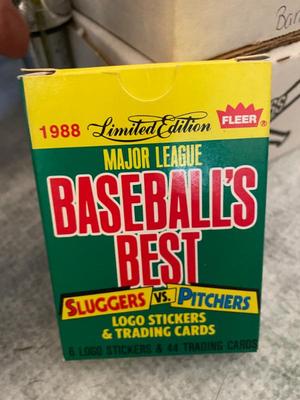 Bar
1988 Limited Edition FLEER®
MAJOR LEAGUE
BASEBALL'S
BEST
SLUGGERS VS. PITCHERS
LOGO STICKERS
& TRADING CARDS
6 LOGO STICKERS & 44 TRADING CARDS